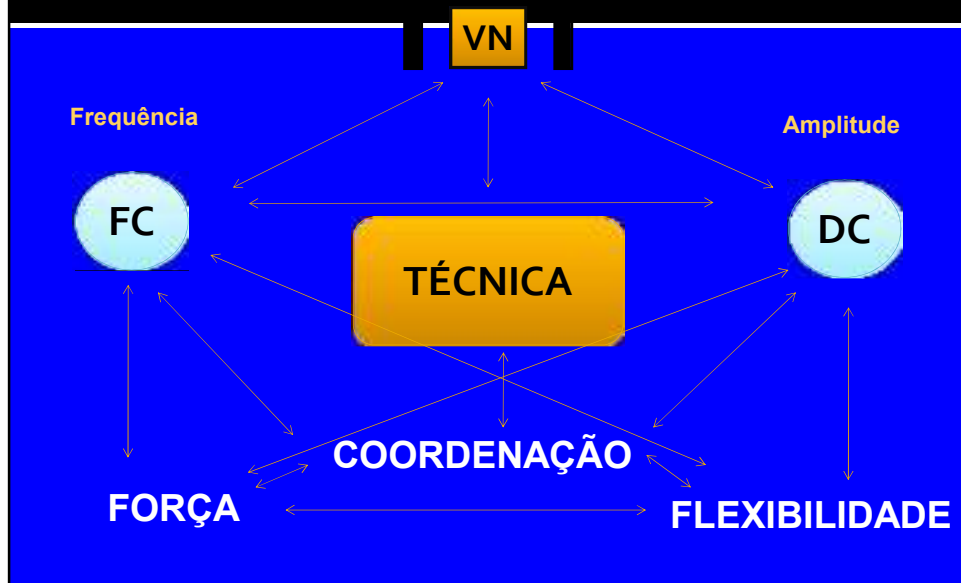 VN
Frequência
Amplitude
FC
DC
TÉCNICA
COORDENAÇÃO
FORÇA
FLEXIBILIDADE